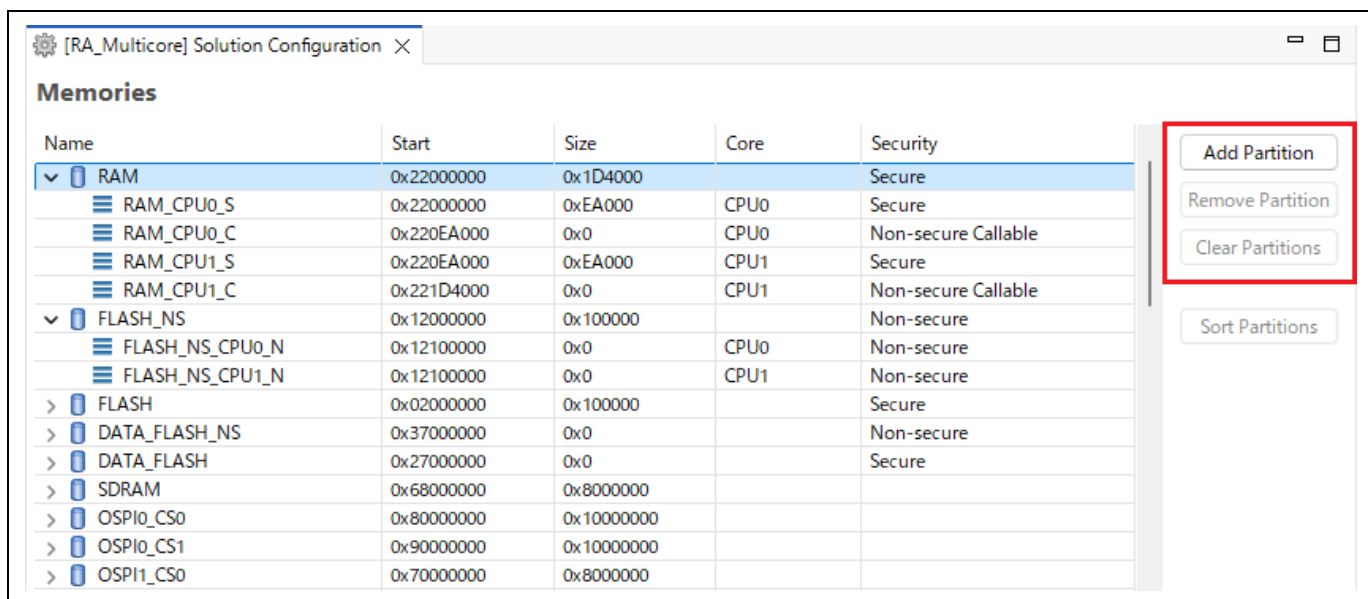 [RA_Multicore] Solution Configuration
Memories
Name Start Size Core Security
RAM 0x22000000 0x1D4000 Secure
RAM_CPU0_S 0x22000000 0xEA000 CPU0 Secure
RAM_CPU0_C 0x220EA000 0x0 CPU0 Non-secure Callable
RAM_CPU1_S 0x220EA000 0xEA000 CPU1 Secure
RAM_CPU1_C 0x221D4000 0x0 CPU1 Non-secure Callable
FLASH_NS 0x12000000 0x100000 Non-secure
FLASH_NS_CPU0_N 0x12100000 0x0 CPU0 Non-secure
FLASH_NS_CPU1_N 0x12100000 0x0 CPU1 Non-secure
FLASH 0x02000000 0x100000 Secure
DATA_FLASH_NS 0x37000000 0x0 Non-secure
DATA_FLASH 0x27000000 0x0 Secure
SDRAM 0x68000000 0x8000000
OSPI0_CS0 0x80000000 0x10000000
OSPI0_CS1 0x90000000 0x10000000
OSPI1_CS0 0x70000000 0x8000000
Add Partition
Remove Partition
Clear Partitions
Sort Partitions